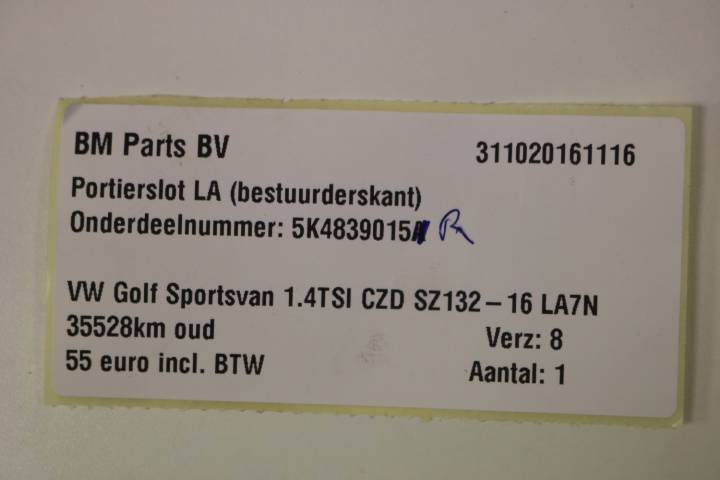 BM Parts BV 311020161116
Portierslot LA (bestuurderskant)
Onderdeelnummer: 5K4839015
VW Golf Sportsvan 1.4TSI CZD SZ132 – 16 LA7N
35528km oud Verz: 8
55 euro incl. BTW Aantal: 1